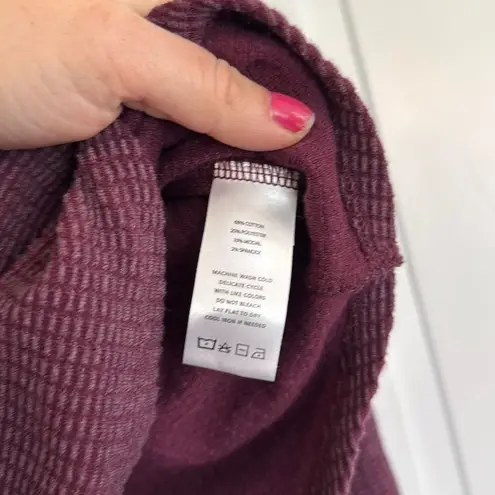 COTTON
20% POLYESTER
10% MODAL
2% SPANDEX
MACHINE WASH COLD
DELICATE CYCLE
WITH LIKE COLORS
DO NOT BLEACH
LAY FLAT TO DRY
COOL IRON IF NEEDED